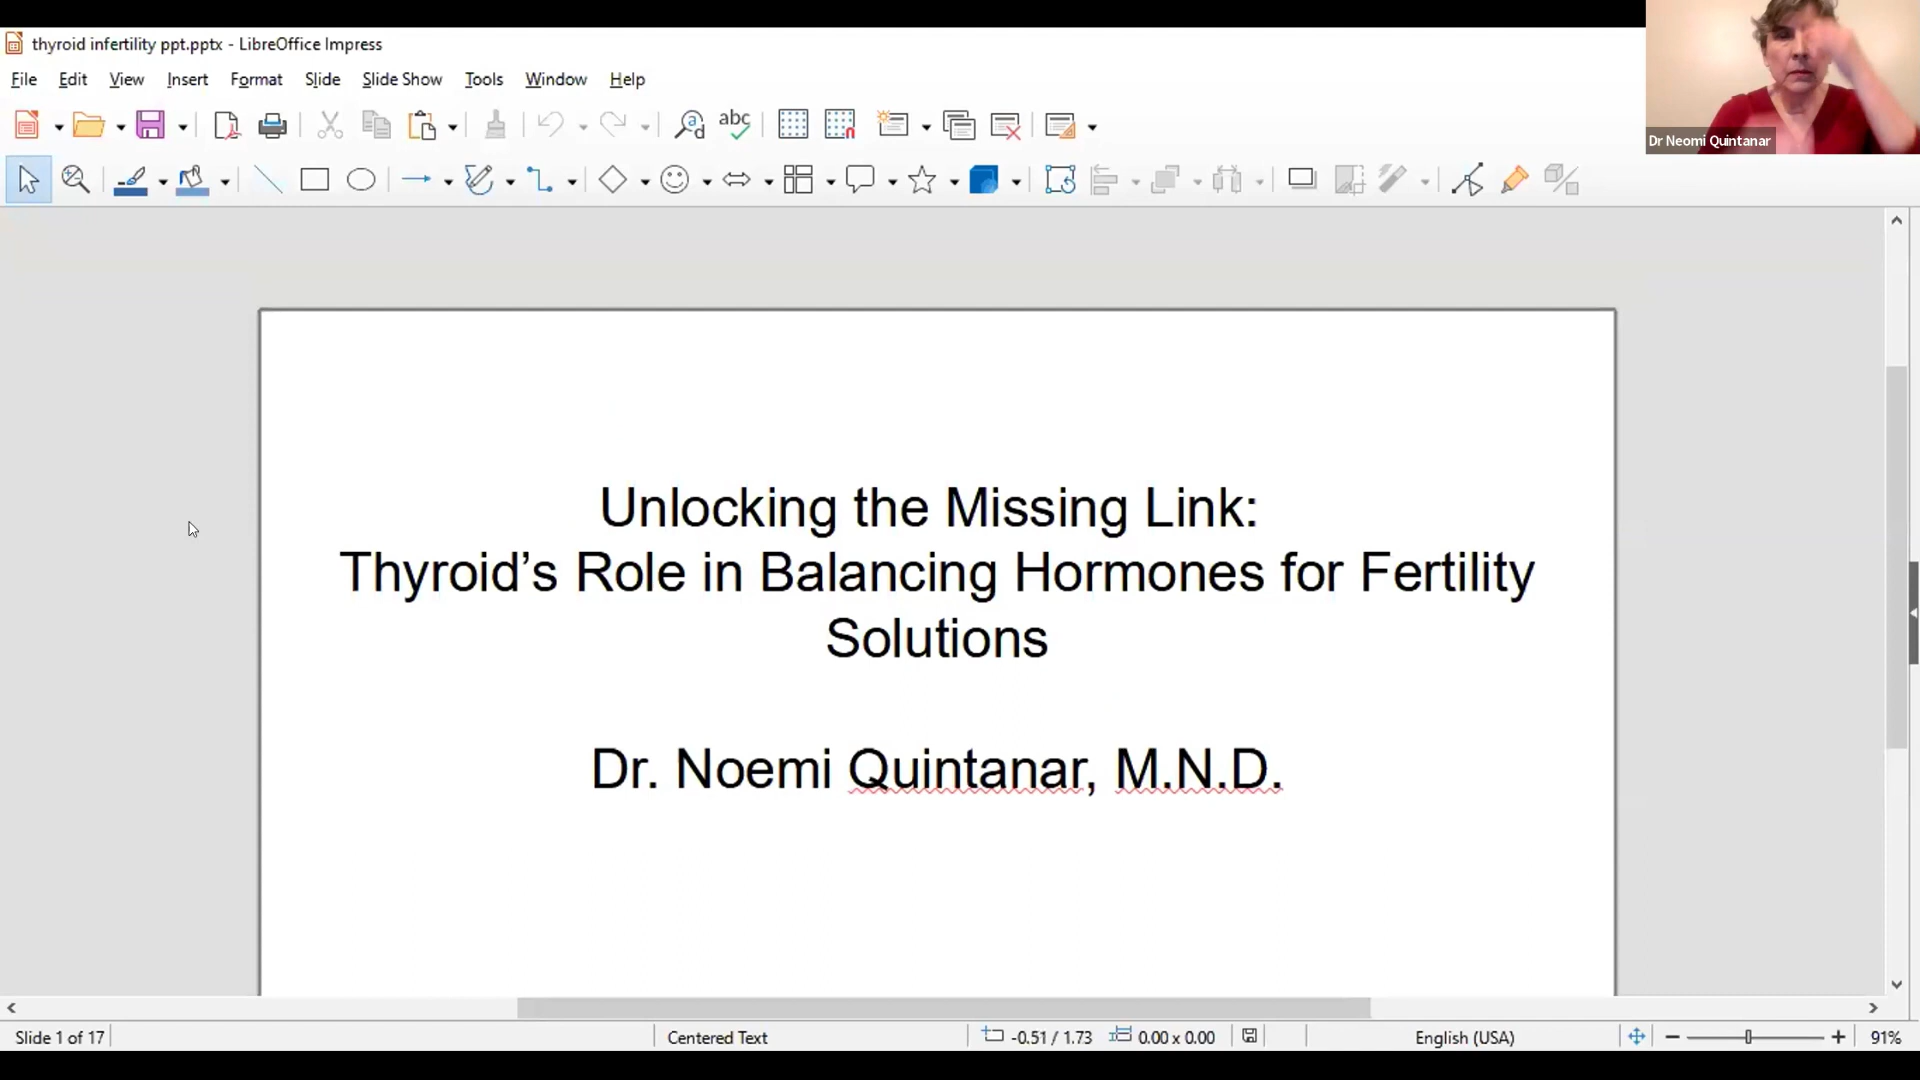 thyroid infertility ppt.pptx - LibreOffice Impress
File Edit View Insert Format Slide Slide Show Tools Window Help
abc
Dr Neomi Quintanar
Unlocking the Missing Link:
Thyroid’s Role in Balancing Hormones for Fertility
Solutions
Dr. Noemi Quintanar, M.N.D.
Slide 1 of 17 Centered Text -0.51 / 1.73 0.00 x 0.00 English (USA) 91%